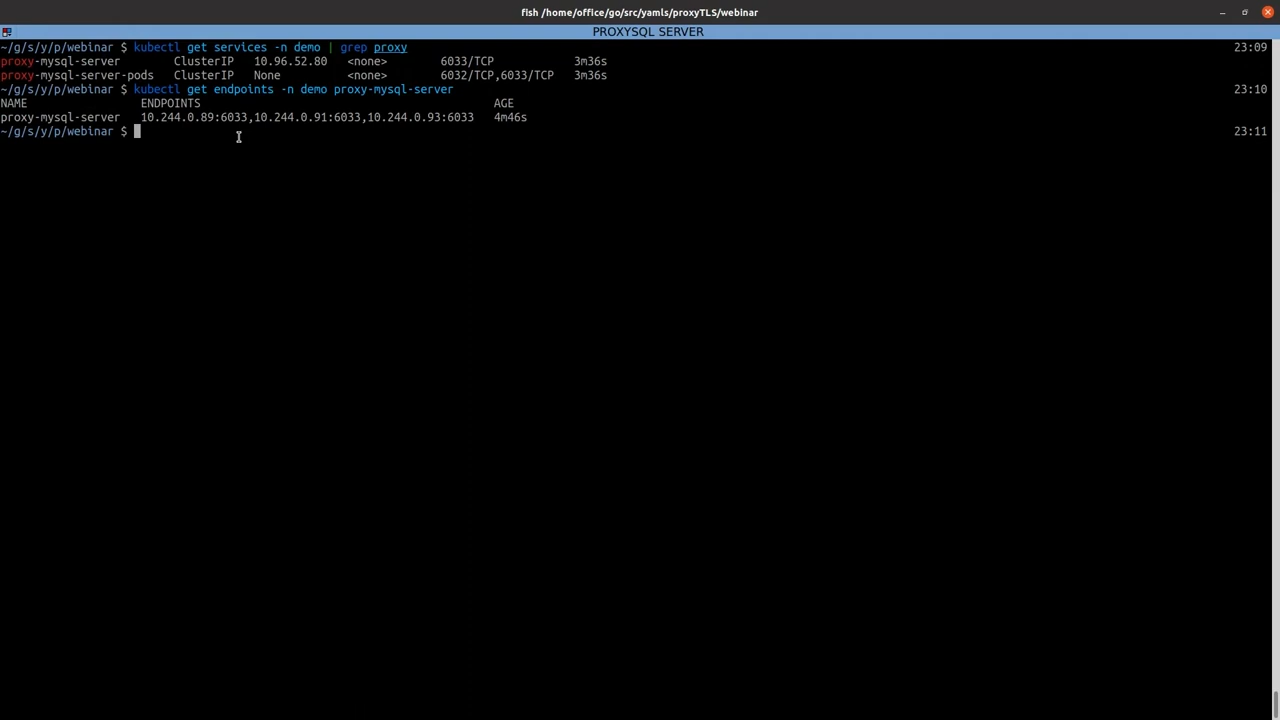 fish /home/office/go/src/yamls/proxyTLS/webinar
PROXYSQL SERVER
~/g/s/y/p/webinar $ kubectl get services -n demo | grep proxy 23:09
proxy-mysql-server ClusterIP 10.96.52.80 <none> 6033/TCP 3m36s
proxy-mysql-server-pods ClusterIP None <none> 6032/TCP,6033/TCP 3m36s
~/g/s/y/p/webinar $ kubectl get endpoints -n demo proxy-mysql-server 23:10
NAME ENDPOINTS AGE
proxy-mysql-server 10.244.0.89:6033,10.244.0.91:6033,10.244.0.93:6033 4m46s
~/g/s/y/p/webinar $ 23:11